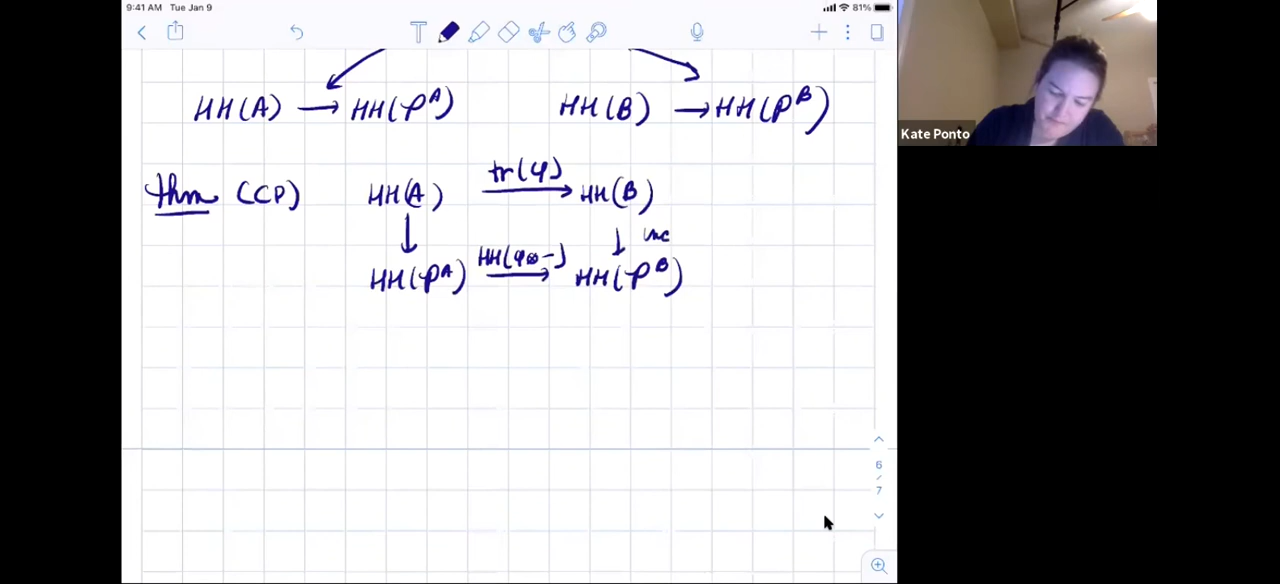 9:41 AM Tue Jan 9
81%
HH(A) → HH(P^A) HH(B) → HH(P^B)
Kate Ponto
thm (CP) HH(A) tr(φ) → HH(B)
↓ ↓ inc
HH(P^A) HH(φ⊗-) → HH(P^B)
6
/
7